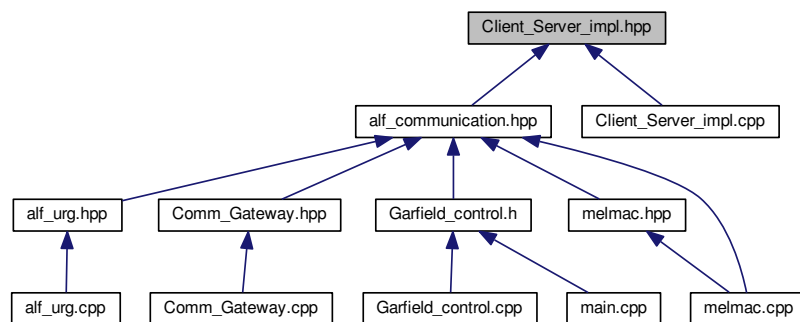 Client_Server_impl.hpp
alf_communication.hpp
Client_Server_impl.cpp
alf_urg.hpp
Comm_Gateway.hpp
Garfield_control.h
melmac.hpp
alf_urg.cpp
Comm_Gateway.cpp
Garfield_control.cpp
main.cpp
melmac.cpp